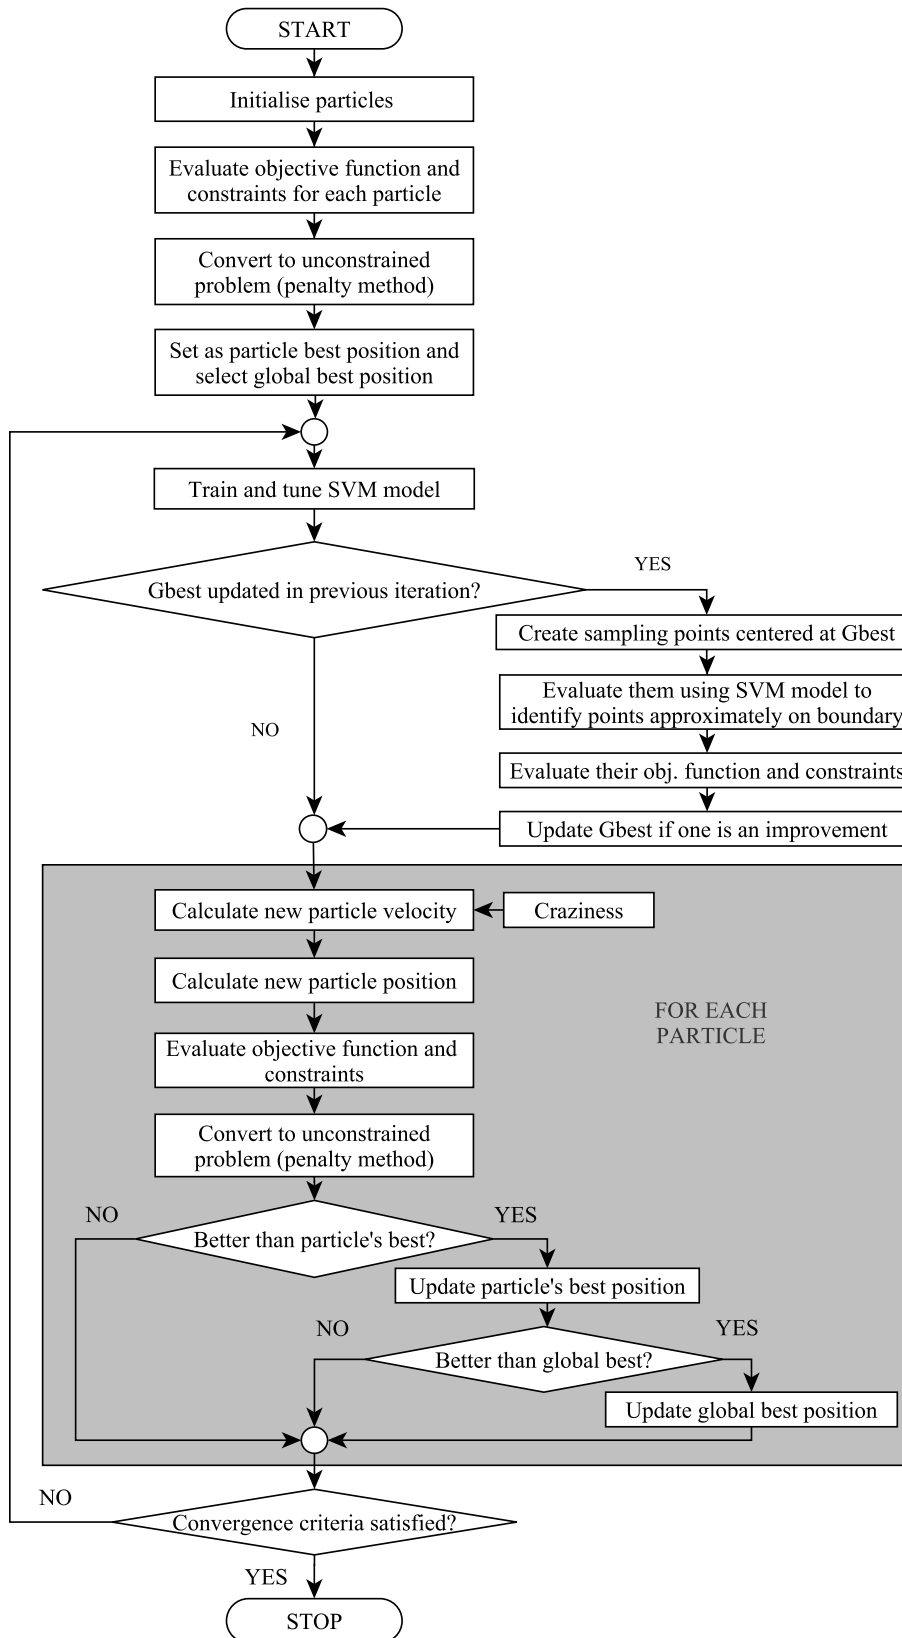 START
Initialise particles
Evaluate objective function and
constraints for each particle
Convert to unconstrained
problem (penalty method)
Set as particle best position and
select global best position
Train and tune SVM model
Gbest updated in previous iteration?
YES
Create sampling points centered at Gbest
Evaluate them using SVM model to
identify points approximately on boundary
NO
Evaluate their obj. function and constraints
Update Gbest if one is an improvement
Calculate new particle velocity
Craziness
Calculate new particle position
FOR EACH
PARTICLE
Evaluate objective function and
constraints
Convert to unconstrained
problem (penalty method)
NO
YES
Better than particle's best?
Update particle's best position
NO
YES
Better than global best?
Update global best position
NO
Convergence criteria satisfied?
YES
STOP